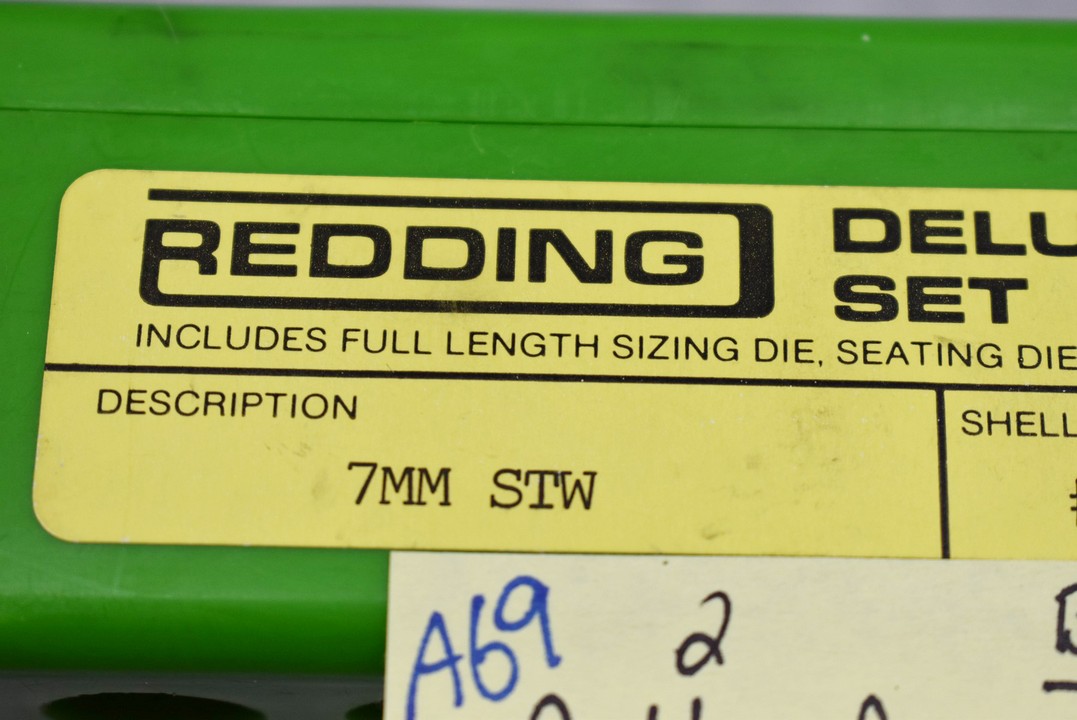 REDDING
DELU
SET
INCLUDES FULL LENGTH SIZING DIE, SEATING DIE
DESCRIPTION
SHELL
7MM STW
A69 2